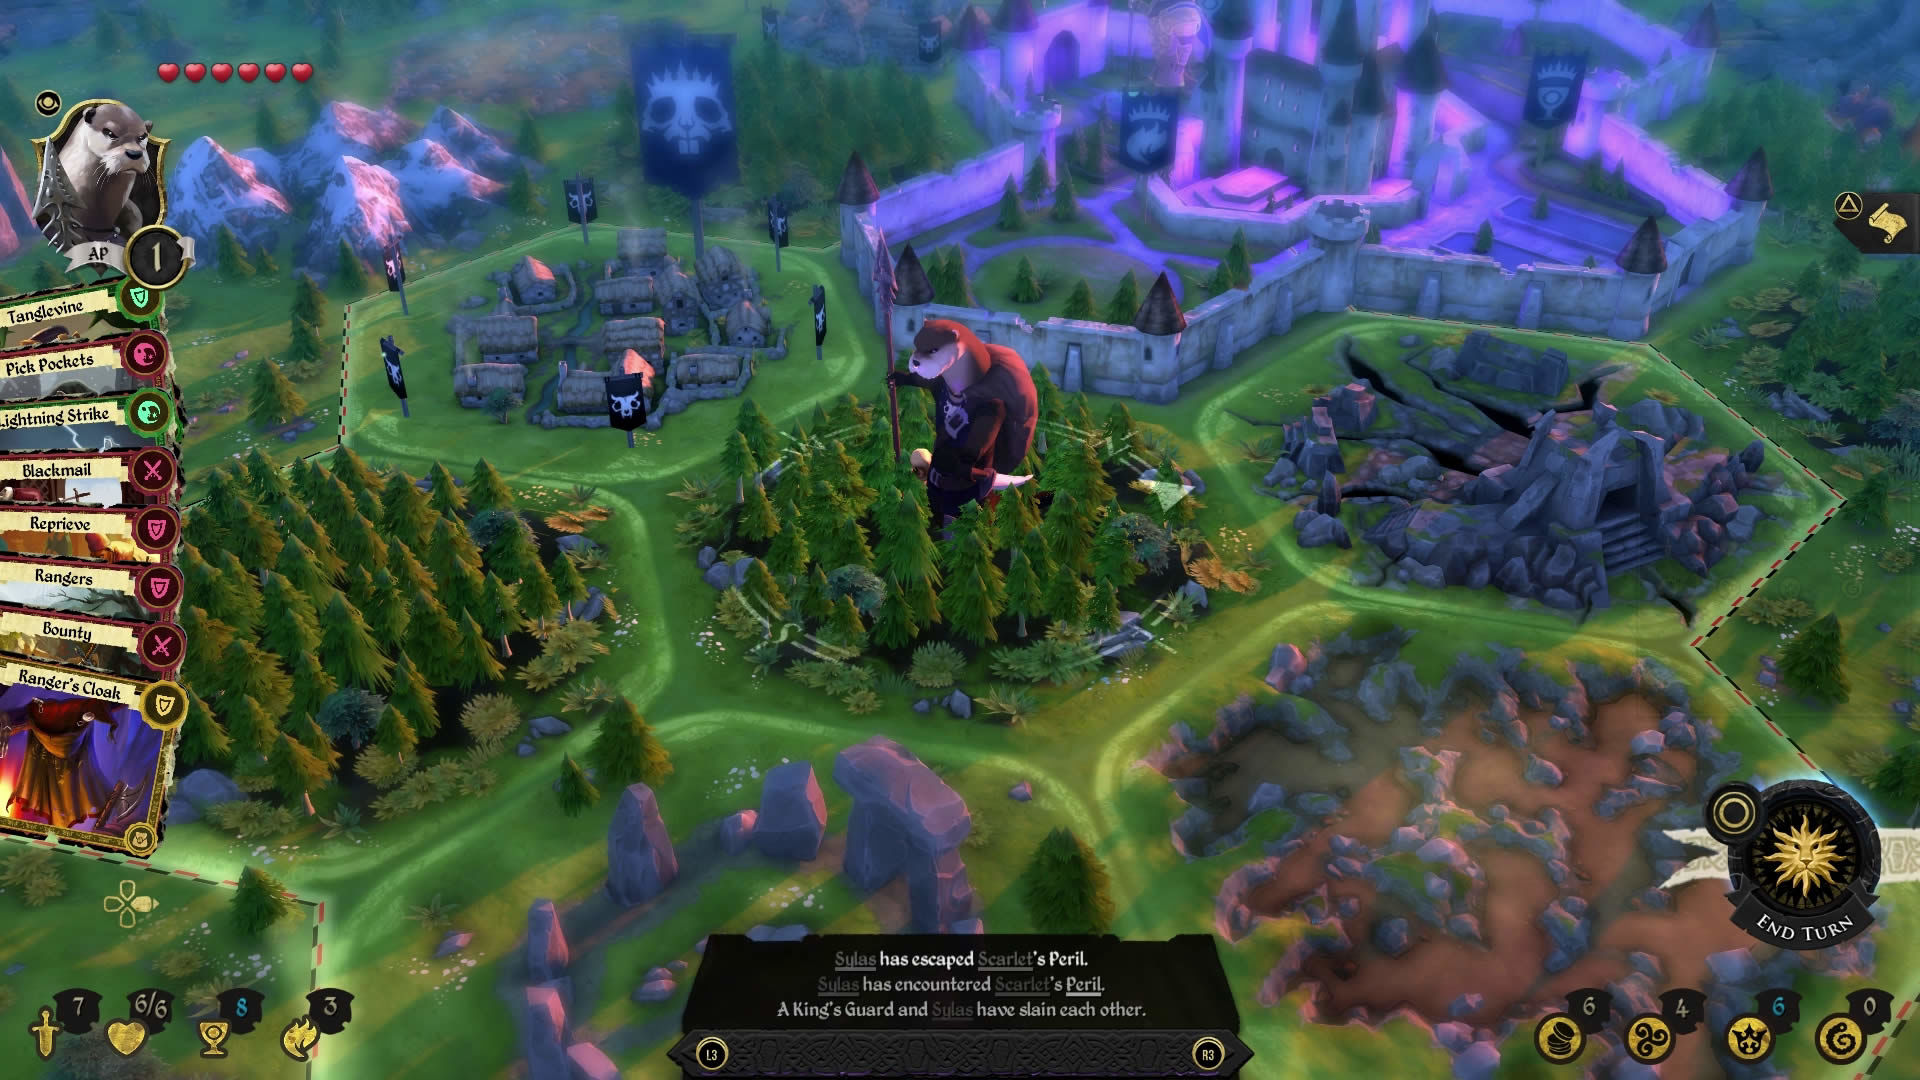 AP
1
Tanglevine
Pick Pockets
Lightning Strike
Blackmail
Reprieve
Rangers
Bounty
Ranger's Cloak
END TURN
Sylas has escaped Scarlet's Peril.
Sylas has encountered Scarlet's Peril.
A King's Guard and Sylas have slain each other.
7
6/6
8
3
L3
R3
6
4
6
0